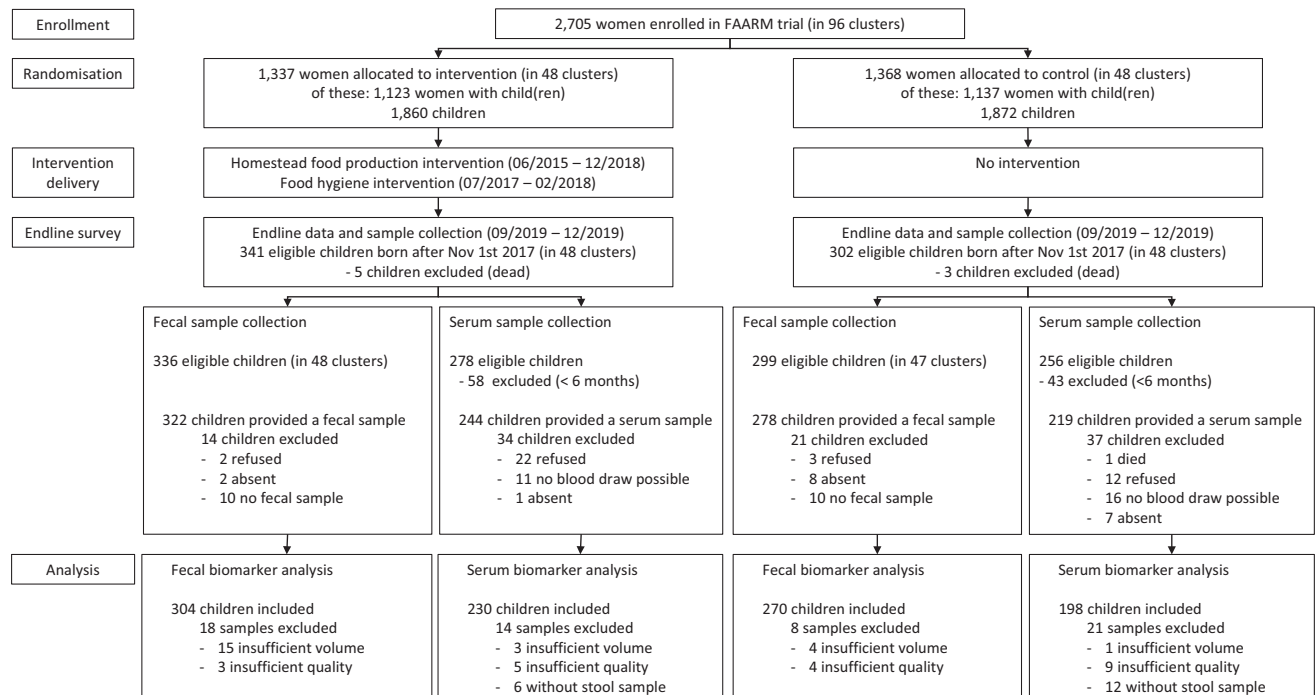 Enrollment
2,705 women enrolled in FAARM trial (in 96 clusters)
Randomisation
1,337 women allocated to intervention (in 48 clusters)
of these: 1,123 women with child(ren)
1,860 children
1,368 women allocated to control (in 48 clusters)
of these: 1,137 women with child(ren)
1,872 children
Intervention
delivery
Homestead food production intervention (06/2015 – 12/2018)
Food hygiene intervention (07/2017 – 02/2018)
No intervention
Endline survey
Endline data and sample collection (09/2019 – 12/2019)
341 eligible children born after Nov 1st 2017 (in 48 clusters)
- 5 children excluded (dead)
Endline data and sample collection (09/2019 – 12/2019)
302 eligible children born after Nov 1st 2017 (in 48 clusters)
- 3 children excluded (dead)
Fecal sample collection
336 eligible children (in 48 clusters)
322 children provided a fecal sample
14 children excluded
- 2 refused
- 2 absent
- 10 no fecal sample
Serum sample collection
278 eligible children
- 58 excluded (< 6 months)
244 children provided a serum sample
34 children excluded
- 22 refused
- 11 no blood draw possible
- 1 absent
Fecal sample collection
299 eligible children (in 47 clusters)
278 children provided a fecal sample
21 children excluded
- 3 refused
- 8 absent
- 10 no fecal sample
Serum sample collection
256 eligible children
- 43 excluded (<6 months)
219 children provided a serum sample
37 children excluded
- 1 died
- 12 refused
- 16 no blood draw possible
- 7 absent
Analysis
Fecal biomarker analysis
304 children included
18 samples excluded
- 15 insufficient volume
- 3 insufficient quality
Serum biomarker analysis
230 children included
14 samples excluded
- 3 insufficient volume
- 5 insufficient quality
- 6 without stool sample
Fecal biomarker analysis
270 children included
8 samples excluded
- 4 insufficient volume
- 4 insufficient quality
Serum biomarker analysis
198 children included
21 samples excluded
- 1 insufficient volume
- 9 insufficient quality
- 12 without stool sample